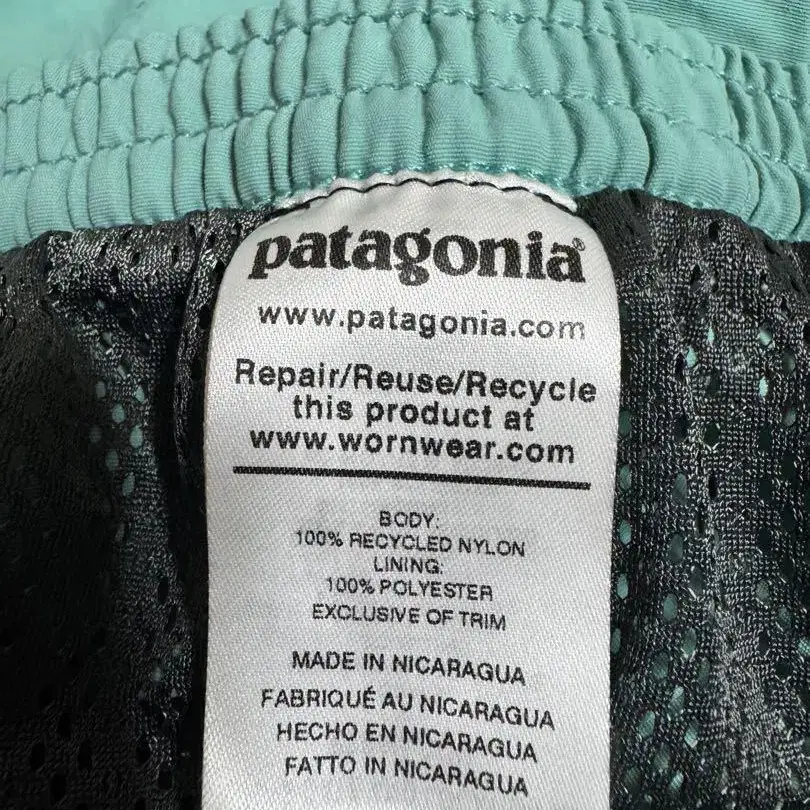 patagonia®
www.patagonia.com
Repair/Reuse/Recycle
this product at
www.wornwear.com
BODY:
100% RECYCLED NYLON
LINING:
100% POLYESTER
EXCLUSIVE OF TRIM
MADE IN NICARAGUA
FABRIQUÉ AU NICARAGUA
HECHO EN NICARAGUA
FATTO IN NICARAGUA